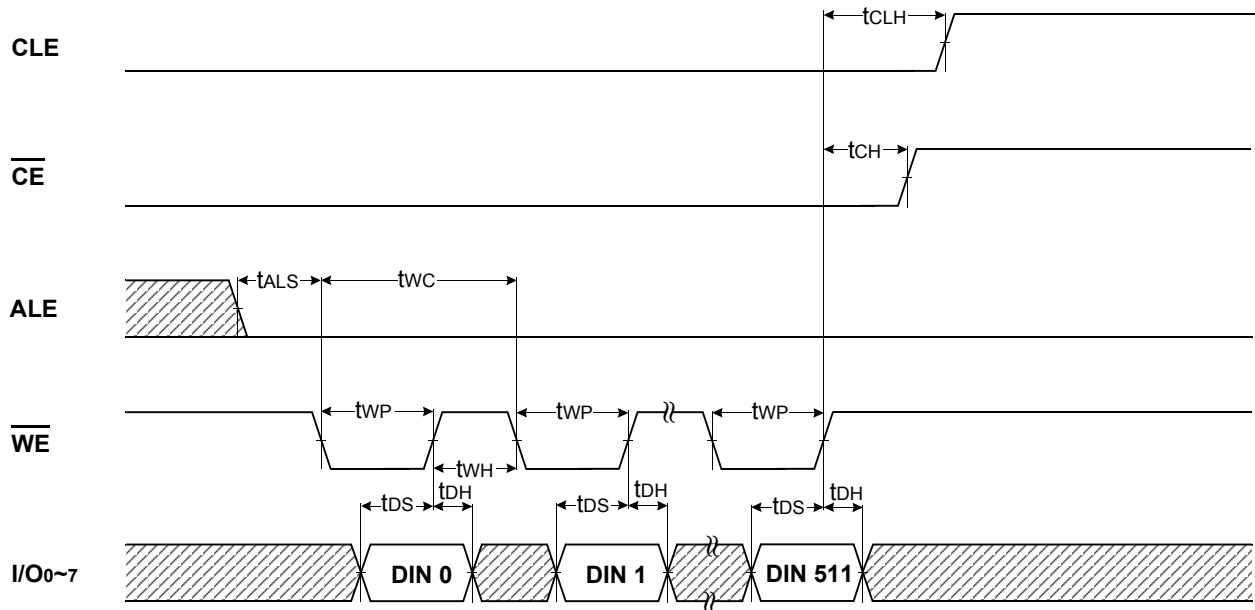 tCLH
CLE
tCH
CE
tALS
tWC
ALE
tWP
tWP
tWP
WE
tWH
tDS
tDH
tDS
tDH
tDS
tDH
I/O0~7
DIN 0
DIN 1
DIN 511